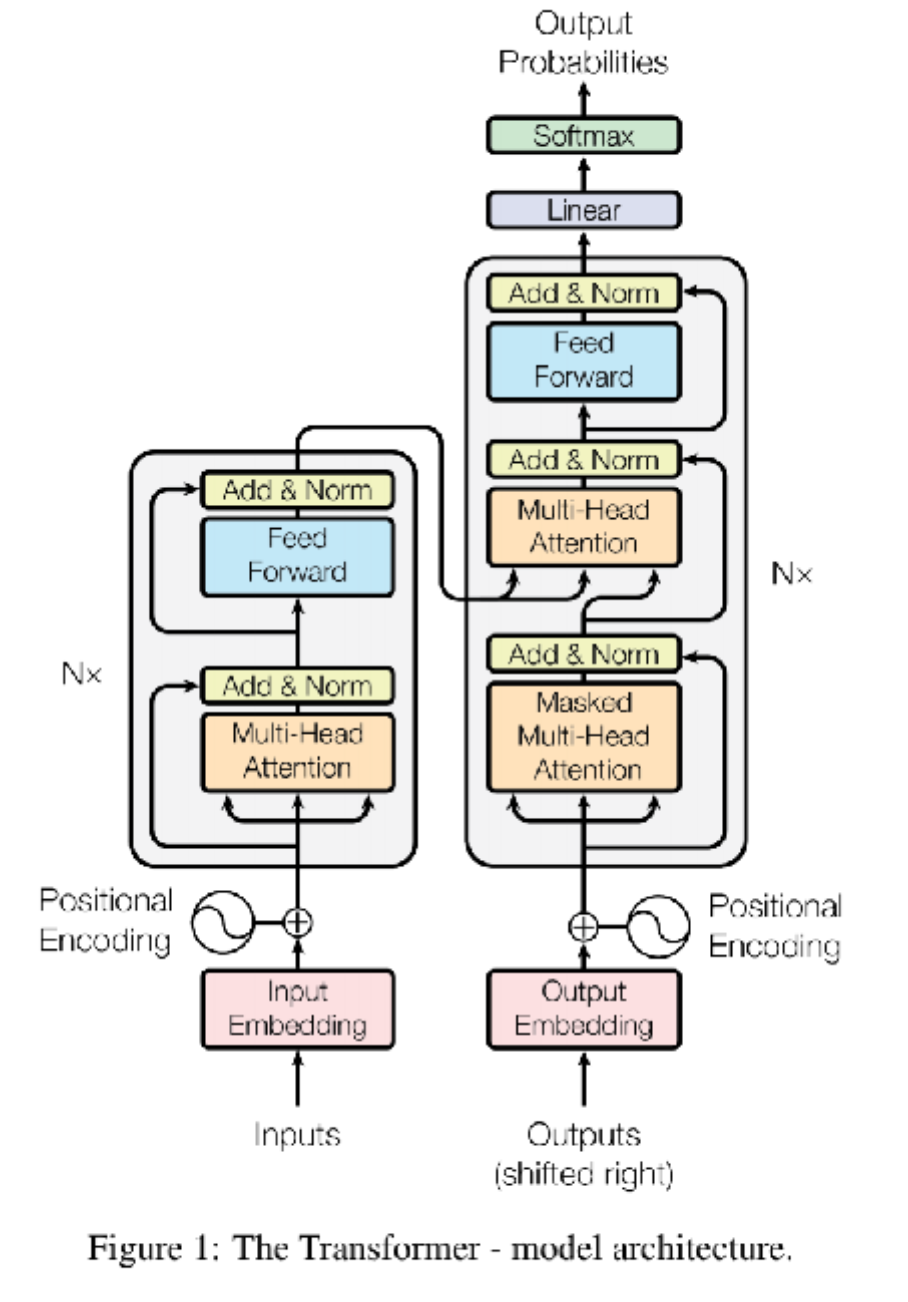 Output
Probabilities
Softmax
Linear
Add & Norm
Feed
Forward
Add & Norm
Multi-Head
Attention
Nx
Add & Norm
Masked
Multi-Head
Attention
Add & Norm
Feed
Forward
Nx
Add & Norm
Multi-Head
Attention
Positional
Encoding
Positional
Encoding
Input
Embedding
Output
Embedding
Inputs
Outputs
(shifted right)
Figure 1: The Transformer - model architecture.